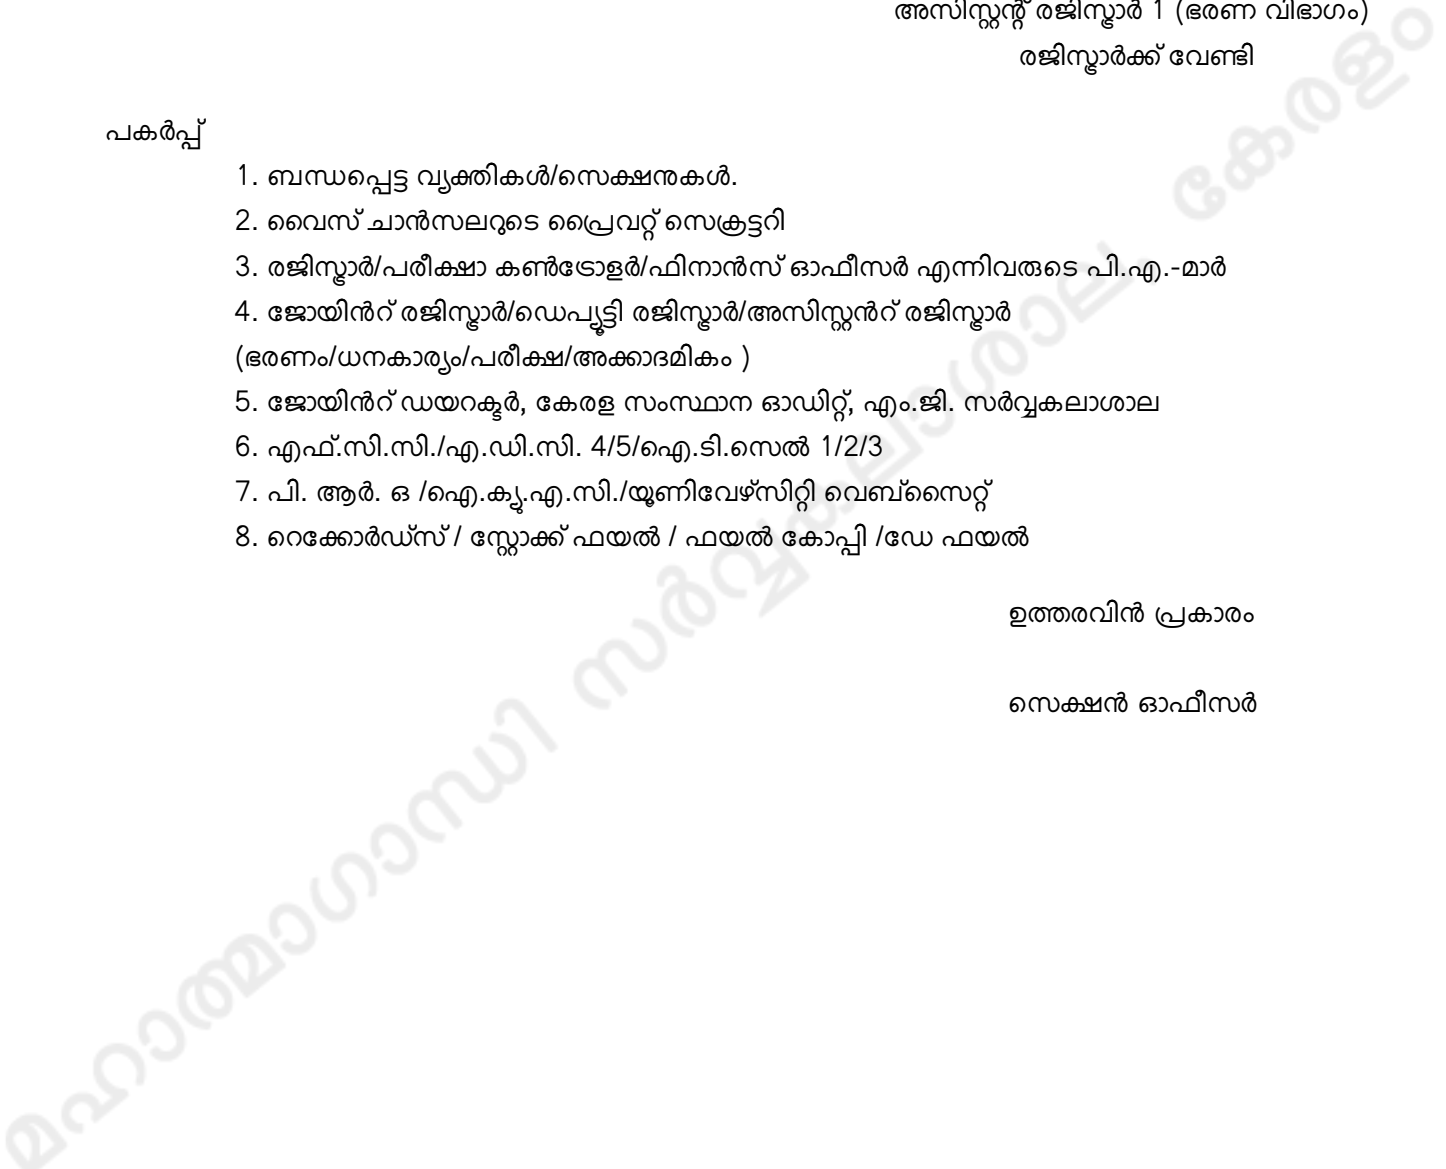 അസിസ്റ്റന്റ് രജിസ്ട്രാർ 1 (ഭരണ വിഭാഗം)
രജിസ്ട്രാർക്ക് വേണ്ടി
പകർപ്പ്
1. ബന്ധപ്പെട്ട വ്യക്തികൾ/സെക്ഷനുകൾ.
2. വൈസ് ചാൻസലറുടെ പ്രൈവറ്റ് സെക്രട്ടറി
3. രജിസ്ട്രാർ/പരീക്ഷാ കൺട്രോളർ/ഫിനാൻസ് ഓഫീസർ എന്നിവരുടെ പി.എ.-മാർ
4. ജോയിൻറ് രജിസ്ട്രാർ/ഡെപ്യൂട്ടി രജിസ്ട്രാർ/അസിസ്റ്റൻറ് രജിസ്ട്രാർ
(ഭരണം/ധനകാര്യം/പരീക്ഷ/അക്കാദമികം )
5. ജോയിൻറ് ഡയറക്ടർ, കേരള സംസ്ഥാന ഓഡിറ്റ്, എം.ജി. സർവ്വകലാശാല
6. എഫ്.സി.സി./എ.ഡി.സി. 4/5/ഐ.ടി.സെൽ 1/2/3
7. പി. ആർ. ഒ /ഐ.ക്യു.എ.സി./യൂണിവേഴ്സിറ്റി വെബ്സൈറ്റ്
8. റെക്കോർഡ്സ് / സ്റ്റോക്ക് ഫയൽ / ഫയൽ കോപ്പി /ഡേ ഫയൽ
ഉത്തരവിൻ പ്രകാരം
സെക്ഷൻ ഓഫീസർ
മഹാത്മാഗാന്ധി സർവ്വകലാശാല, കേരളം